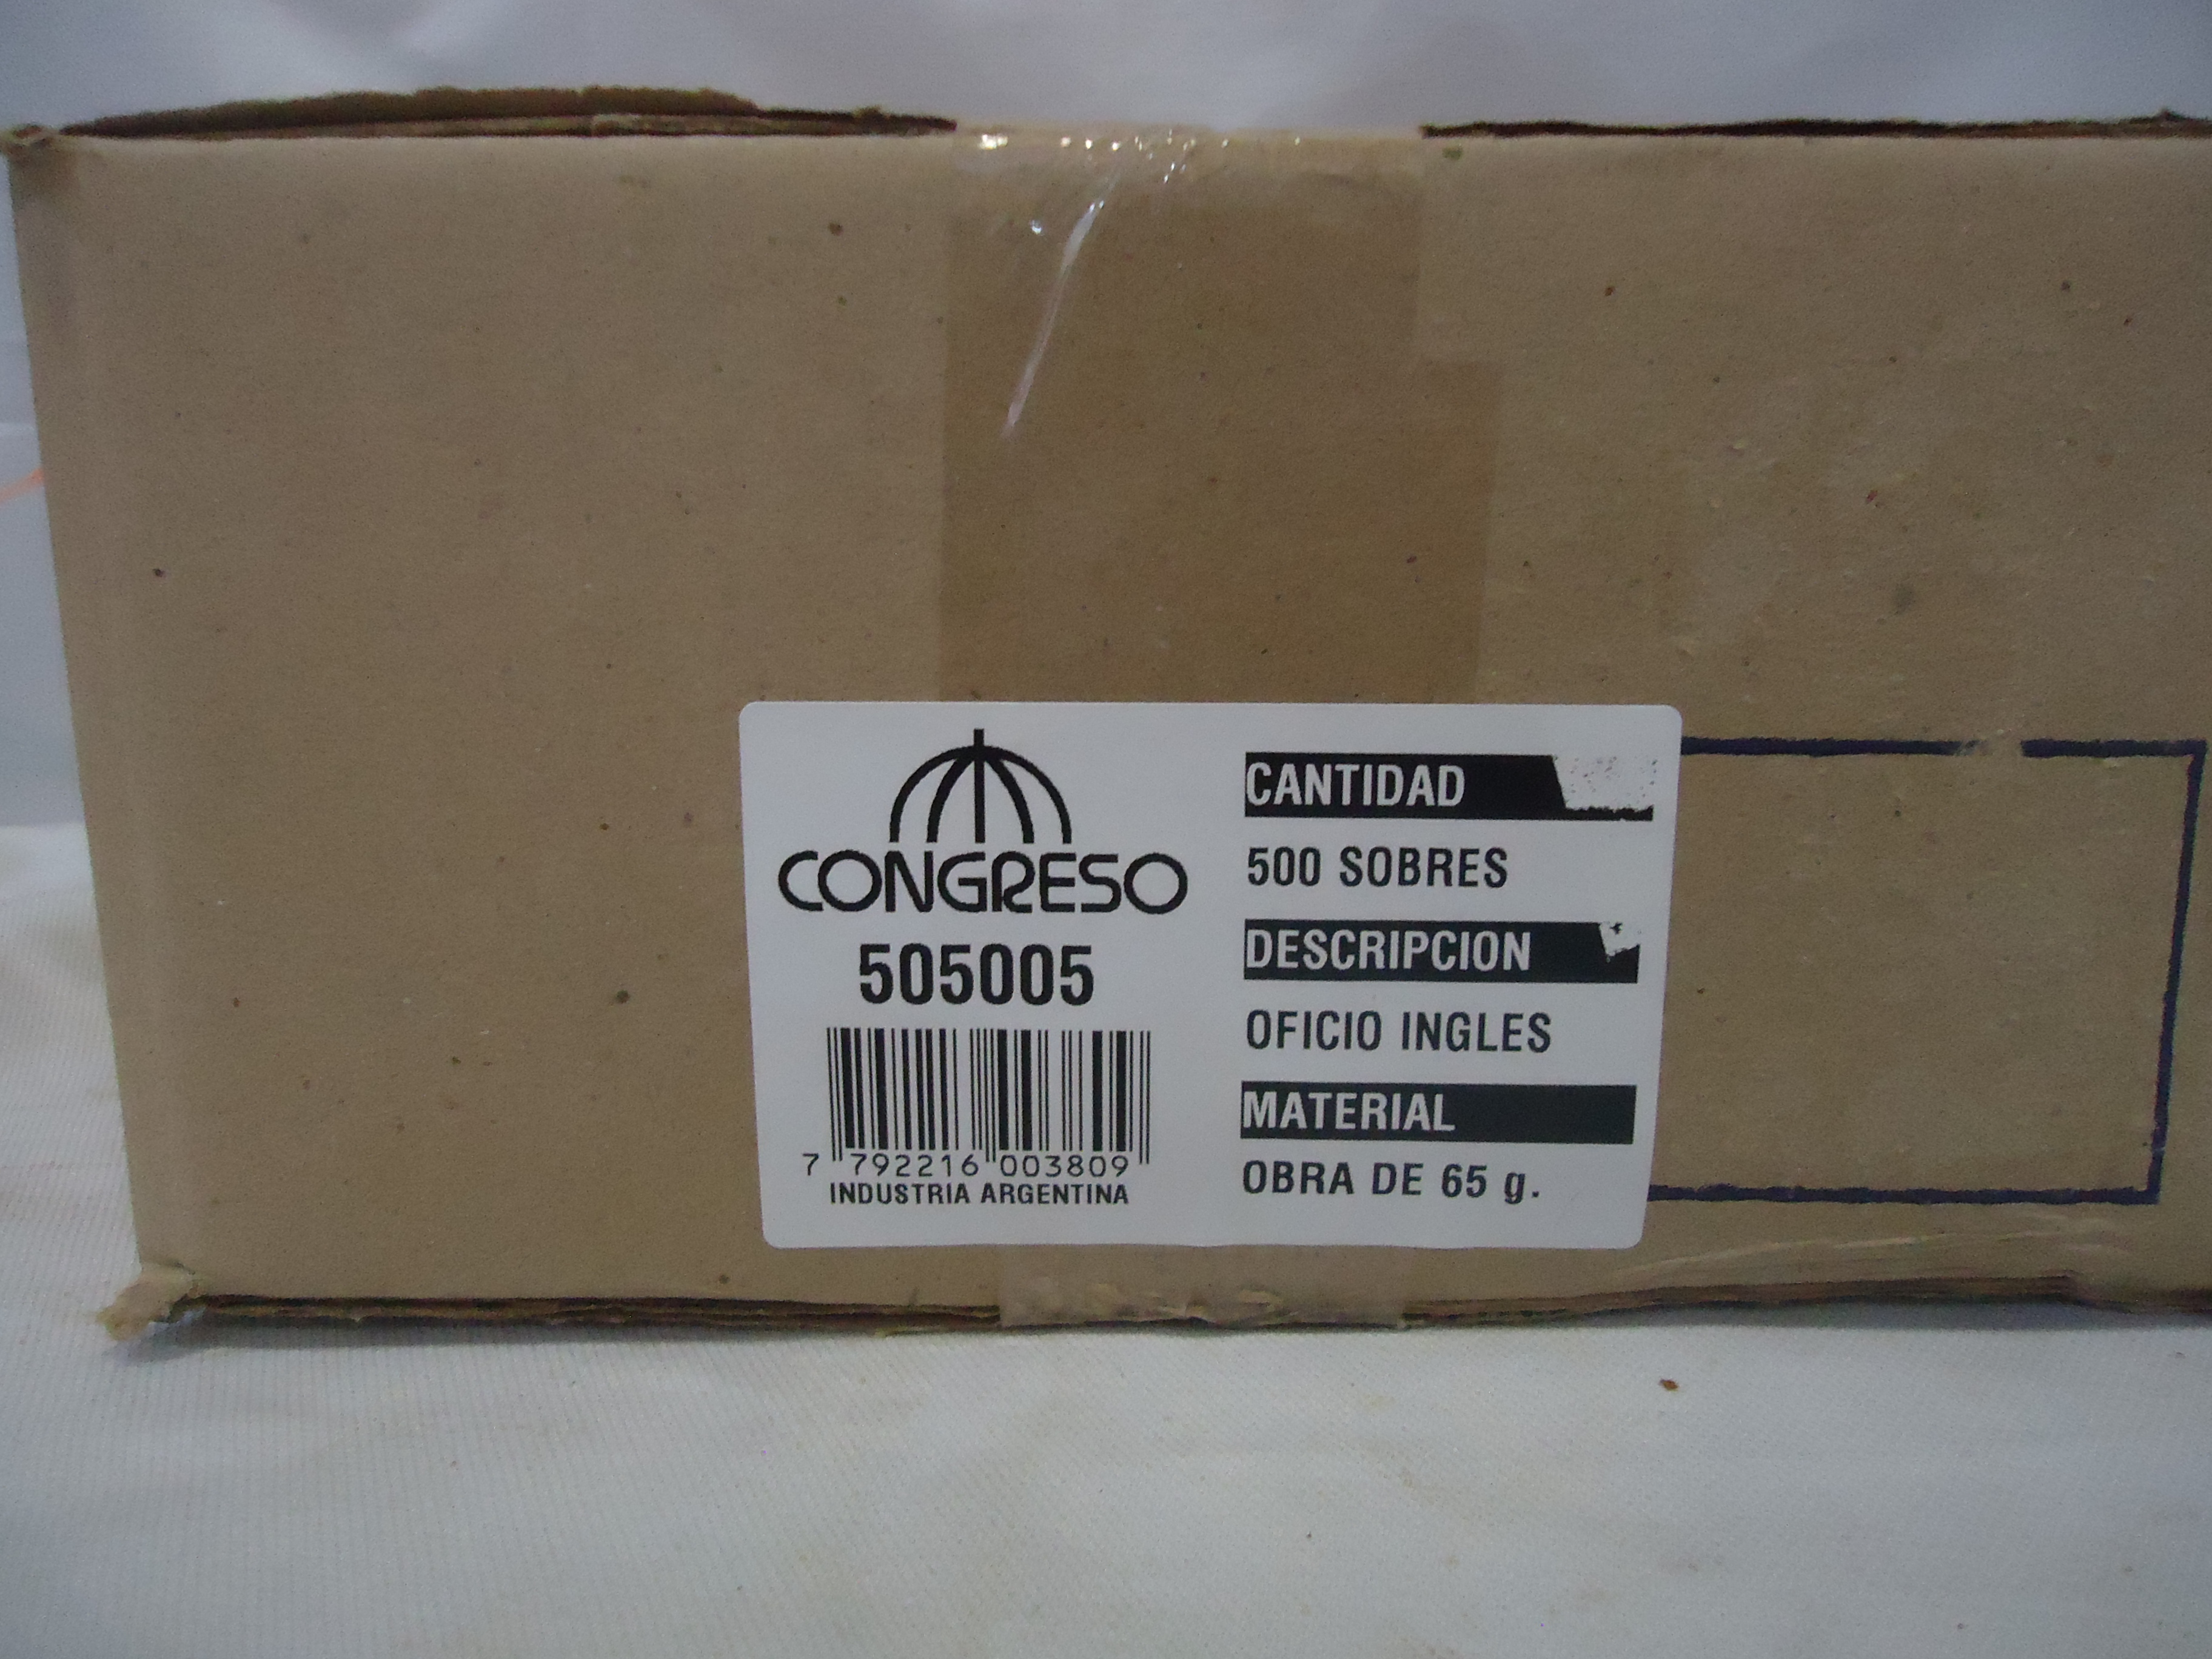 CONGRESO
505005
7 792216 003809
INDUSTRIA ARGENTINA
CANTIDAD
500 SOBRES
DESCRIPCION
OFICIO INGLES
MATERIAL
OBRA DE 65 g.